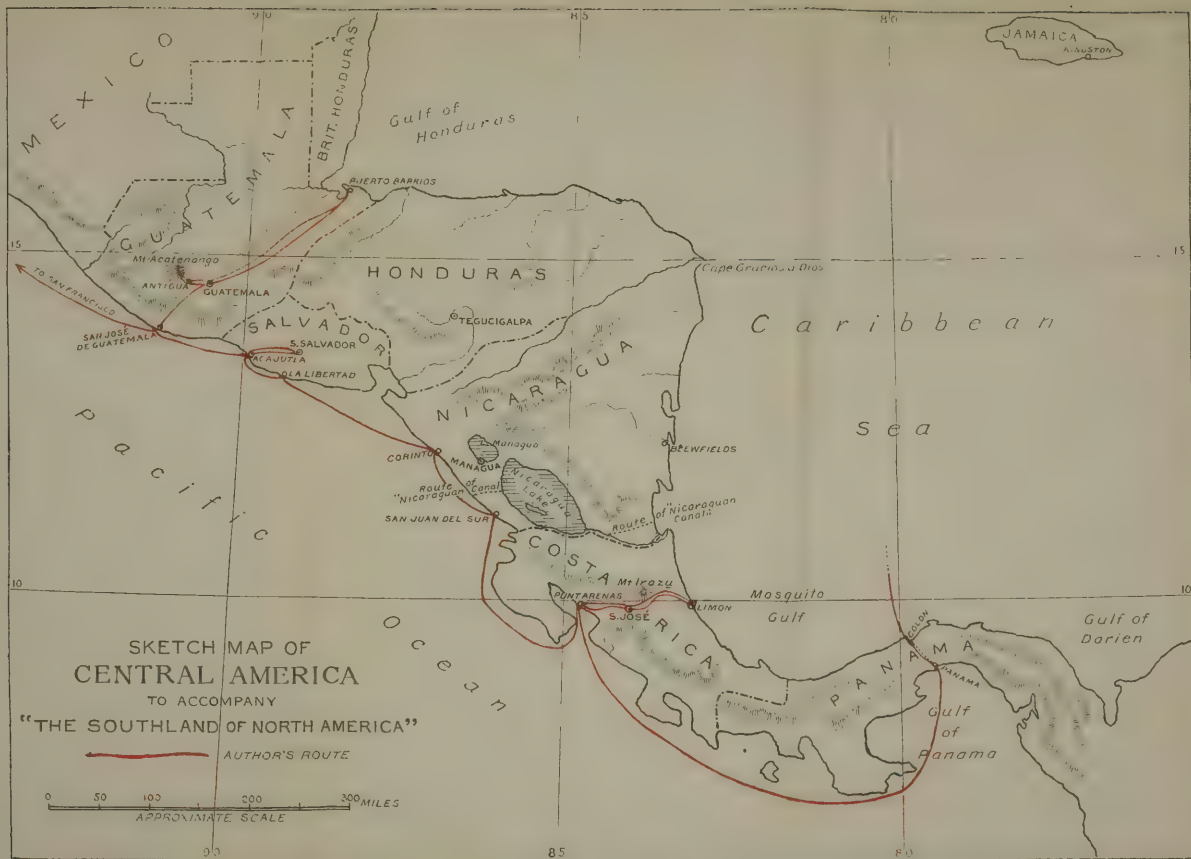 90
85
80
JAMAICA
KINGSTON
MEXICO
GUATEMALA
BRIT. HONDURAS
Gulf of
Honduras
PUERTO BARRIOS
15
15
Mt. Acatenango
ANTIGUA
GUATEMALA
HONDURAS
Cape Gracios a Dios
TO SAN FRANCISCO
TEGUCIGALPA
SAN JOSÉ
DE GUATEMALA
SALVADOR
S. SALVADOR
ACAJUTLA
LA LIBERTAD
Caribbean
Sea
NICARAGUA
Pacific
Ocean
L. Managua
MANAGUA
CORINTO
BLEWFIELDS
Nicaragua
Lake
Route of
"Nicaraguan Canal"
Route of "Nicaraguan
Canal"
SAN JUAN DEL SUR
COSTA
RICA
Mt Irazu
PUNTARENAS
S. JOSÉ
LIMON
Mosquito
Gulf
10
10
COLON
PANAMA
PANAMA
Gulf of
Darien
Gulf
of
Panama
SKETCH MAP OF
CENTRAL AMERICA
TO ACCOMPANY
"THE SOUTHLAND OF NORTH AMERICA"
AUTHOR'S ROUTE
0 50 100 200 300 MILES
APPROXIMATE SCALE
90
85
80